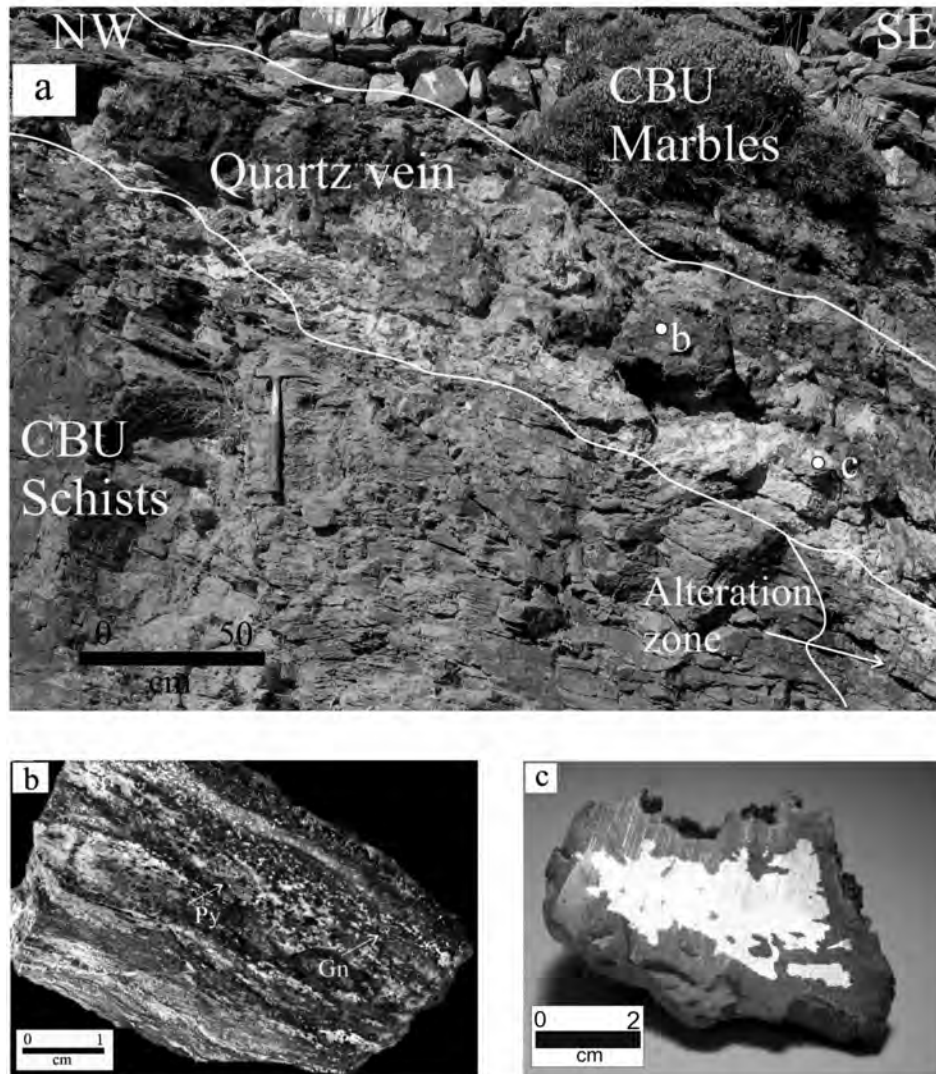 NW
SE
a
CBU
Marbles
Quartz vein
b
c
CBU
Schists
Alteration
zone
0 50
cm
b
Py
Gn
0 1
cm
c
0 2
cm